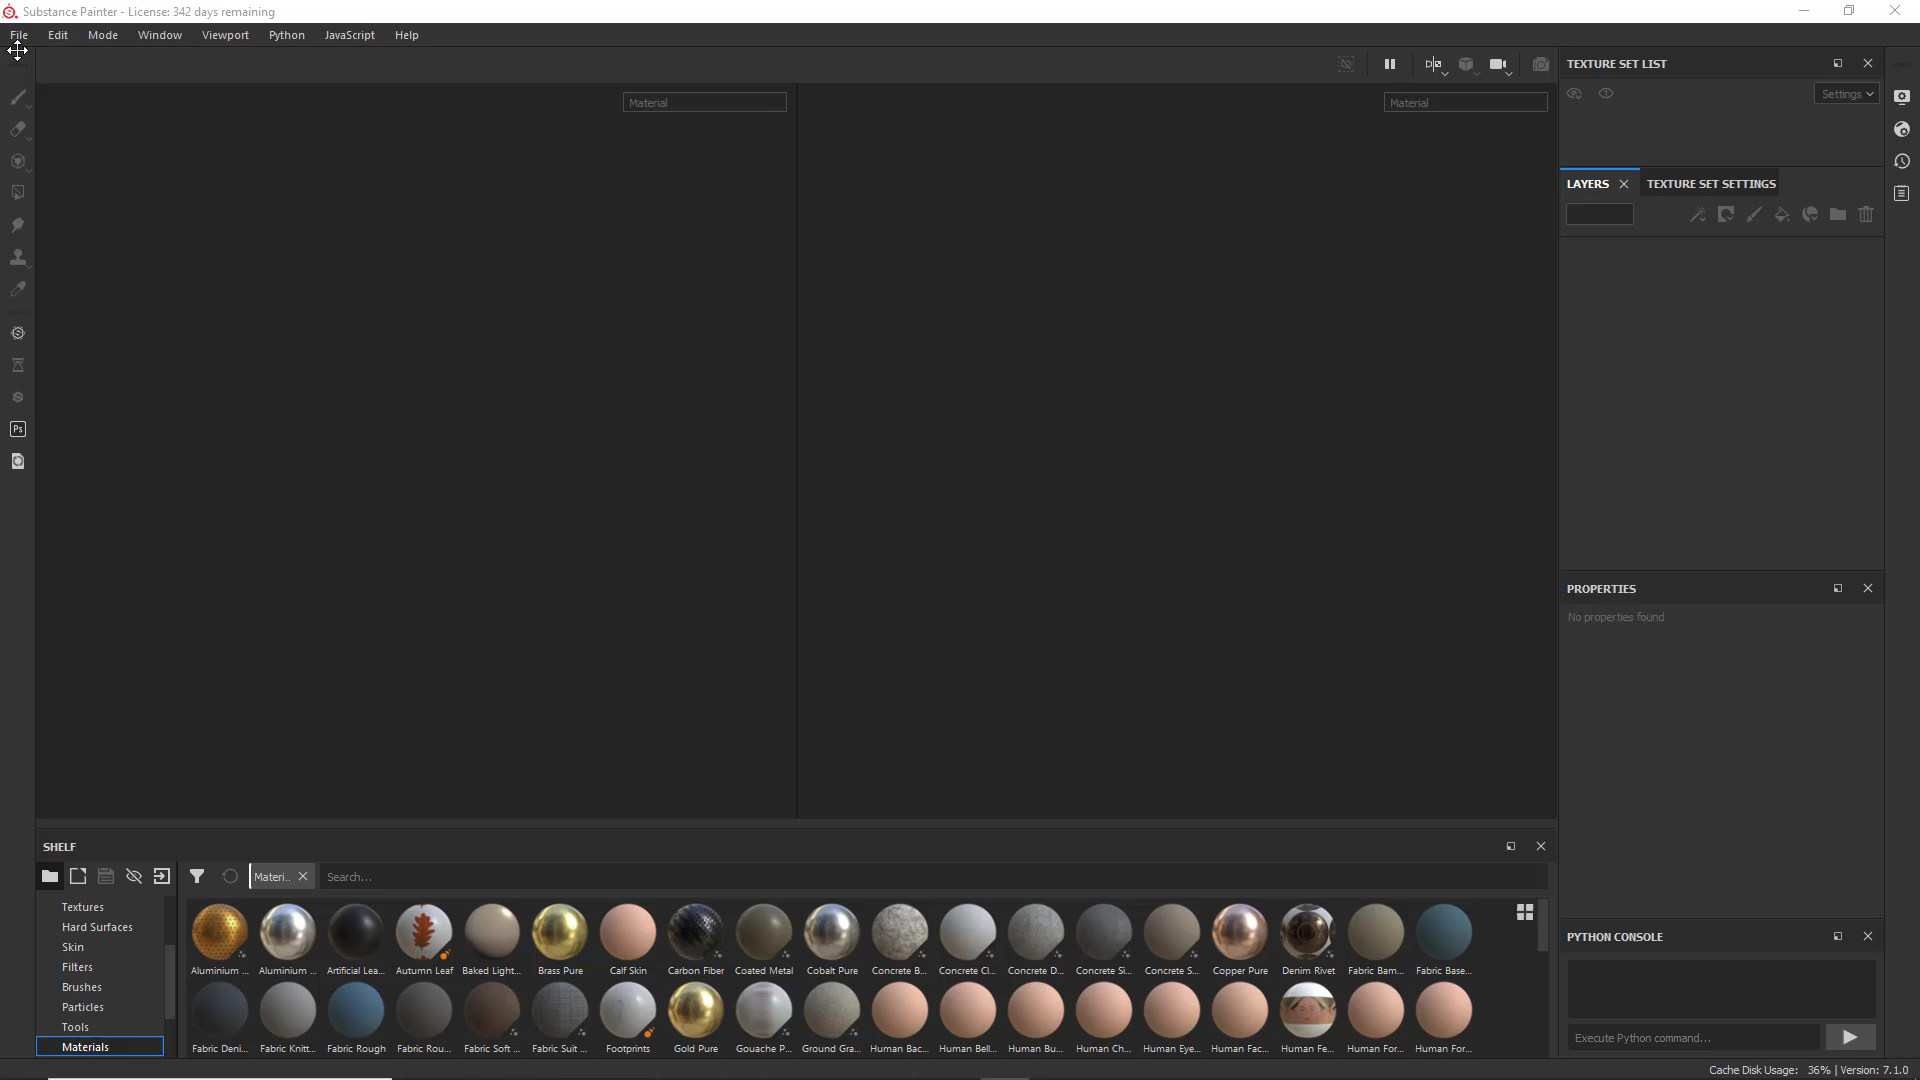 Substance Painter - License: 342 days remaining
File Edit Mode Window Viewport Python JavaScript Help
Material
Material
TEXTURE SET LIST
Settings
LAYERS TEXTURE SET SETTINGS
Ps
PROPERTIES
No properties found
SHELF
Materi.. Search...
Textures
Hard Surfaces
Skin
Filters
Brushes
Particles
Tools
Materials
Aluminium ... Aluminium ... Artificial Lea... Autumn Leaf Baked Light... Brass Pure Calf Skin Carbon Fiber Coated Metal Cobalt Pure Concrete B... Concrete Cl... Concrete D... Concrete Si... Concrete S... Copper Pure Denim Rivet Fabric Bam... Fabric Base...
Fabric Deni... Fabric Knitt... Fabric Rough Fabric Rou... Fabric Soft ... Fabric Suit ... Footprints Gold Pure Gouache P... Ground Gra... Human Bac... Human Bell... Human Bu... Human Ch... Human Eye... Human Fac... Human Fe... Human For... Human For...
PYTHON CONSOLE
Execute Python command...
Cache Disk Usage: 36% | Version: 7.1.0